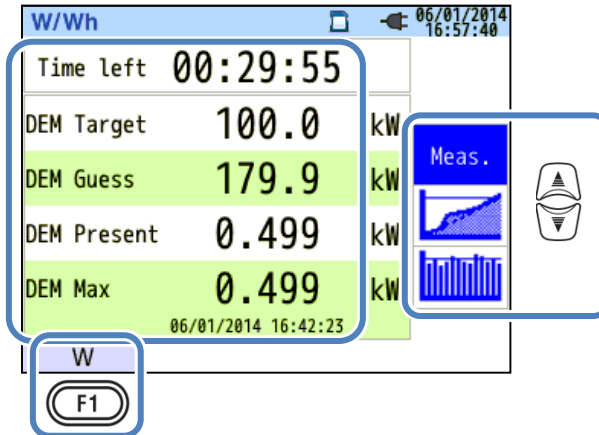 W/Wh 06/01/2014
16:57:40
Time left 00:29:55
DEM Target 100.0 kW
DEM Guess 179.9 kW
DEM Present 0.499 kW
DEM Max 0.499 kW
06/01/2014 16:42:23
Meas.
W
F1